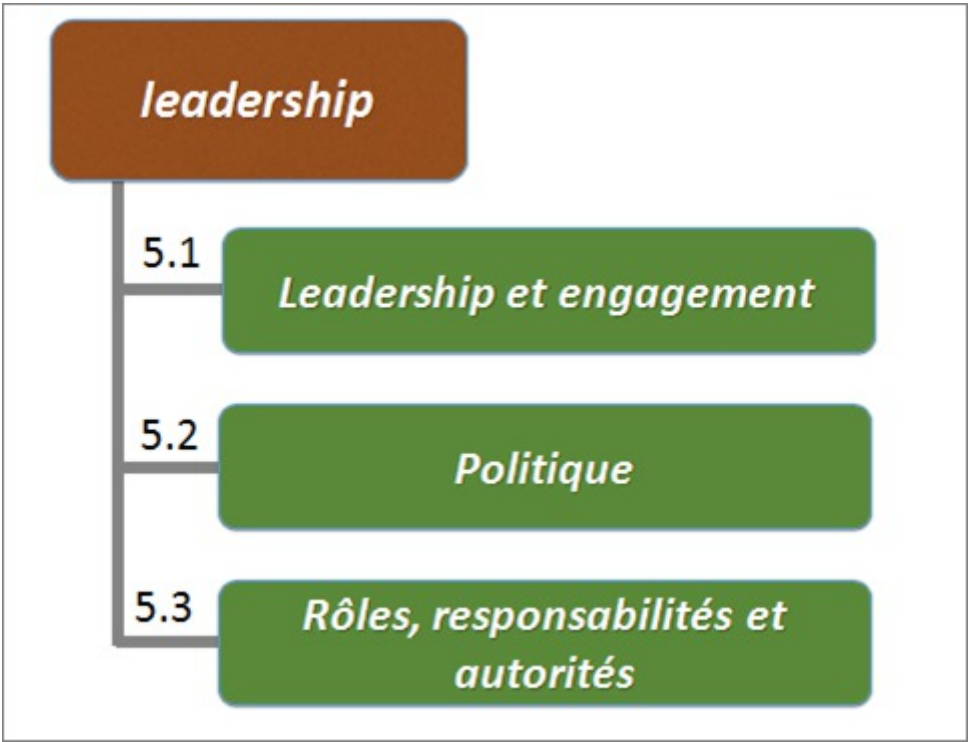 leadership
5.1
Leadership et engagement
5.2
Politique
5.3
Rôles, responsabilités et
autorités